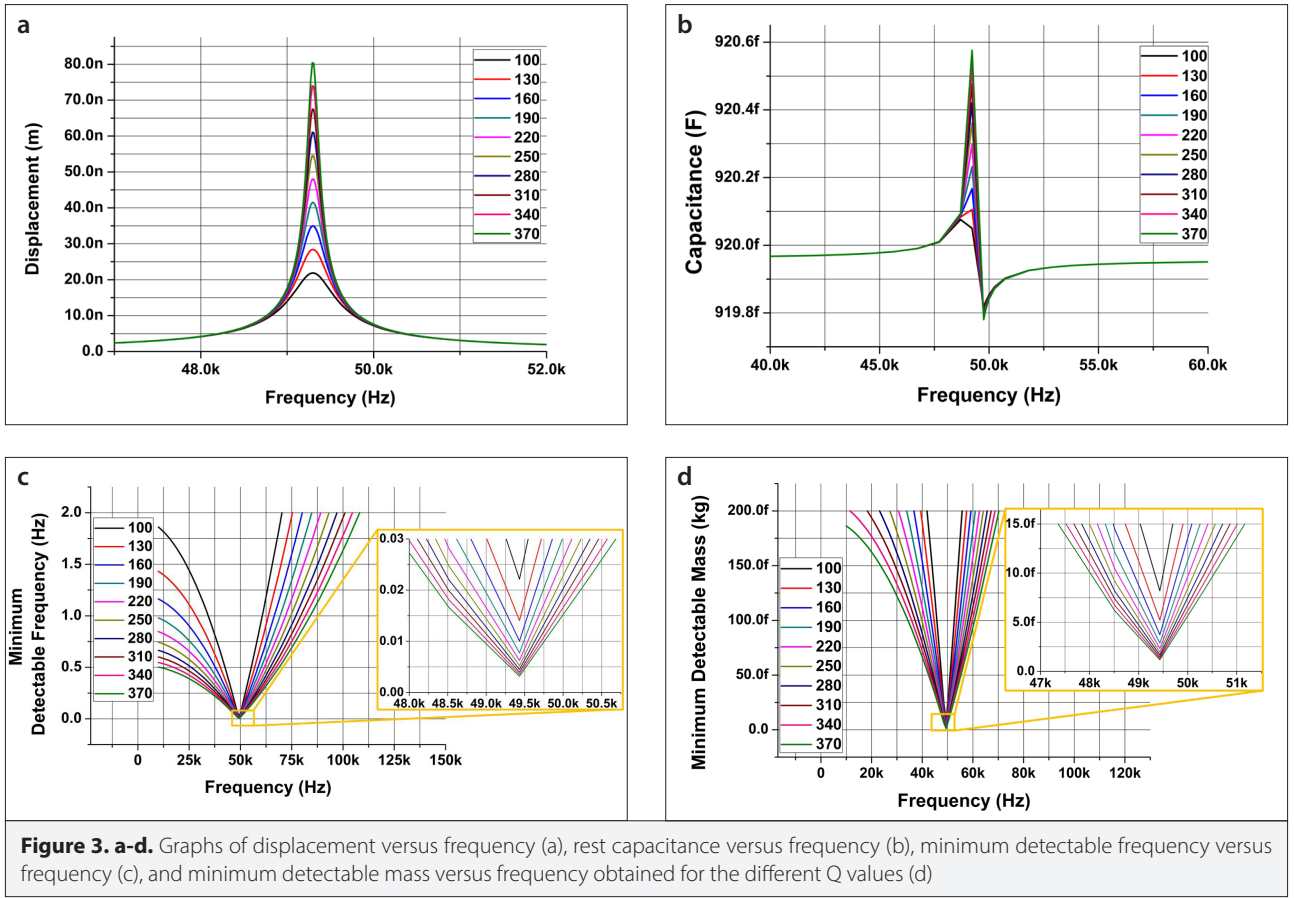 a
Displacement (m)
80.0n
70.0n
60.0n
50.0n
40.0n
30.0n
20.0n
10.0n
0.0
48.0k 50.0k 52.0k
Frequency (Hz)
100
130
160
190
220
250
280
310
340
370
b
Capacitance (F)
920.6f
920.4f
920.2f
920.0f
919.8f
40.0k 45.0k 50.0k 55.0k 60.0k
Frequency (Hz)
100
130
160
190
220
250
280
310
340
370
c
Minimum
Detectable Frequency (Hz)
2.0
1.5
1.0
0.5
0.0
0 25k 50k 75k 100k 125k 150k
Frequency (Hz)
100
130
160
190
220
250
280
310
340
370
0.03
0.02
0.01
0.00
48.0k 48.5k 49.0k 49.5k 50.0k 50.5k
d
Minimum Detectable Mass (kg)
200.0f
150.0f
100.0f
50.0f
0.0
0 20k 40k 60k 80k 100k 120k
Frequency (Hz)
100
130
160
190
220
250
280
310
340
370
15.0f
10.0f
5.0f
0.0
47k 48k 49k 50k 51k
Figure 3. a-d. Graphs of displacement versus frequency (a), rest capacitance versus frequency (b), minimum detectable frequency versus
frequency (c), and minimum detectable mass versus frequency obtained for the different Q values (d)